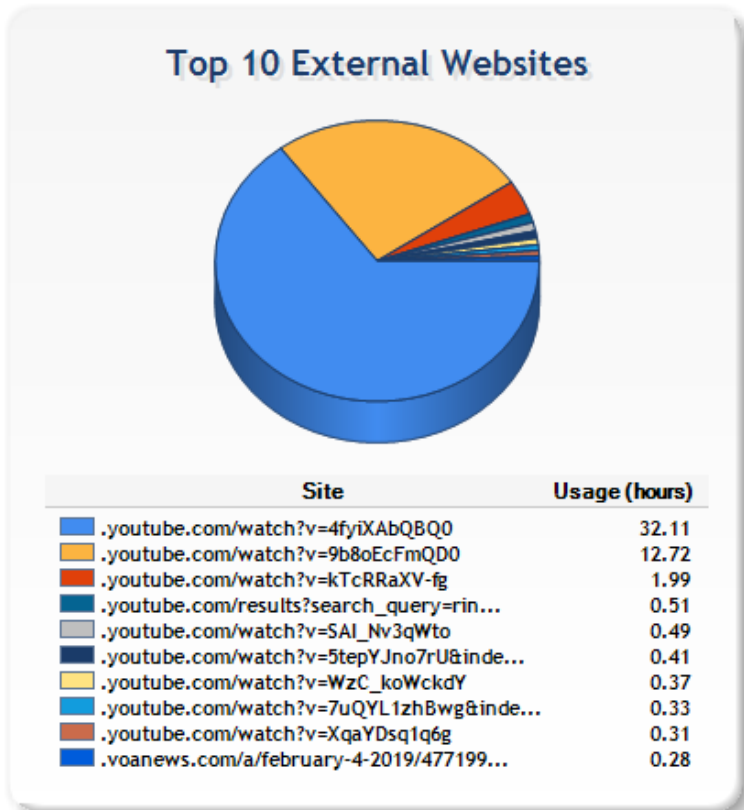 Top 10 External Websites
Site Usage (hours)
.youtube.com/watch?v=4fyiXAbQBQ0 32.11
.youtube.com/watch?v=9b8oEcFmQD0 12.72
.youtube.com/watch?v=kTcRRaXV-fg 1.99
.youtube.com/results?search_query=rin... 0.51
.youtube.com/watch?v=SAI_Nv3qWto 0.49
.youtube.com/watch?v=5tepYJno7rU&inde... 0.41
.youtube.com/watch?v=WzC_koWckdY 0.37
.youtube.com/watch?v=7uQYL1zhBwg&inde... 0.33
.youtube.com/watch?v=XqaYDsq1q6g 0.31
.voanews.com/a/february-4-2019/477199... 0.28